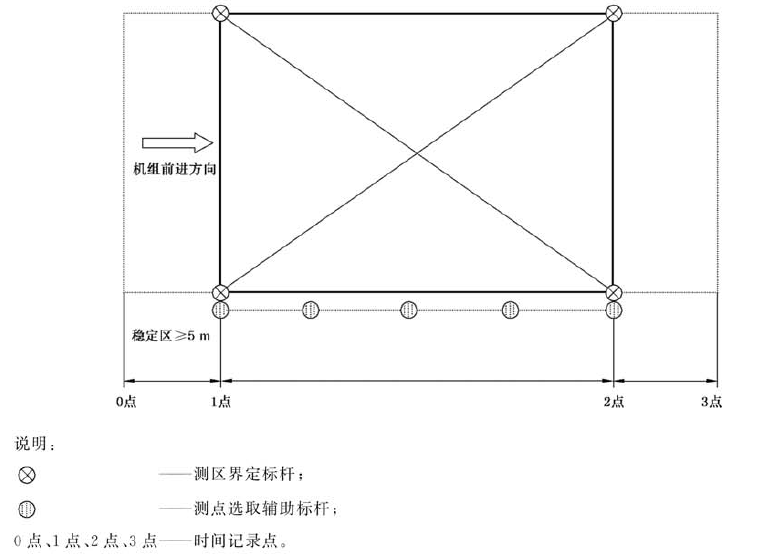 机组前进方向
稳定区≥5 m
0点 1点 2点 3点
说明:
——测区界定标杆;
——测点选取辅助标杆;
0点、1点、2点、3点——时间记录点。